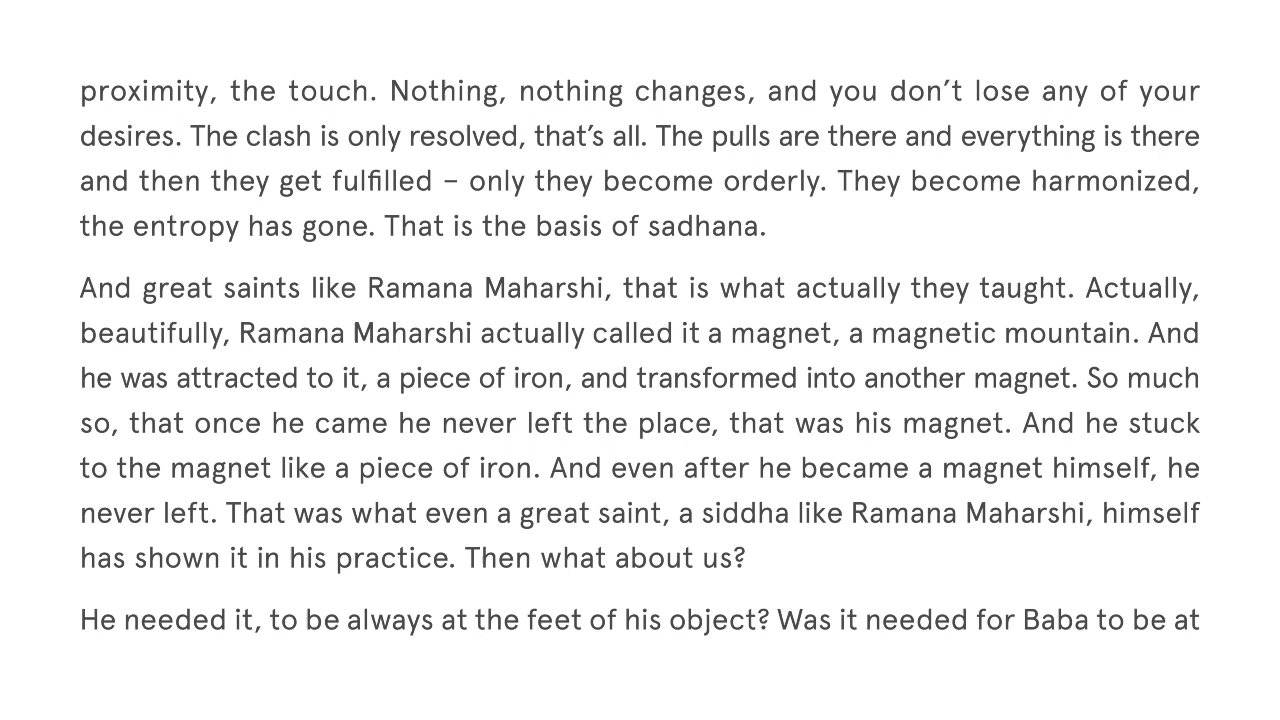 proximity, the touch. Nothing, nothing changes, and you don’t lose any of your
desires. The clash is only resolved, that’s all. The pulls are there and everything is there
and then they get fulfilled – only they become orderly. They become harmonized,
the entropy has gone. That is the basis of sadhana.
And great saints like Ramana Maharshi, that is what actually they taught. Actually,
beautifully, Ramana Maharshi actually called it a magnet, a magnetic mountain. And
he was attracted to it, a piece of iron, and transformed into another magnet. So much
so, that once he came he never left the place, that was his magnet. And he stuck
to the magnet like a piece of iron. And even after he became a magnet himself, he
never left. That was what even a great saint, a siddha like Ramana Maharshi, himself
has shown it in his practice. Then what about us?
He needed it, to be always at the feet of his object? Was it needed for Baba to be at